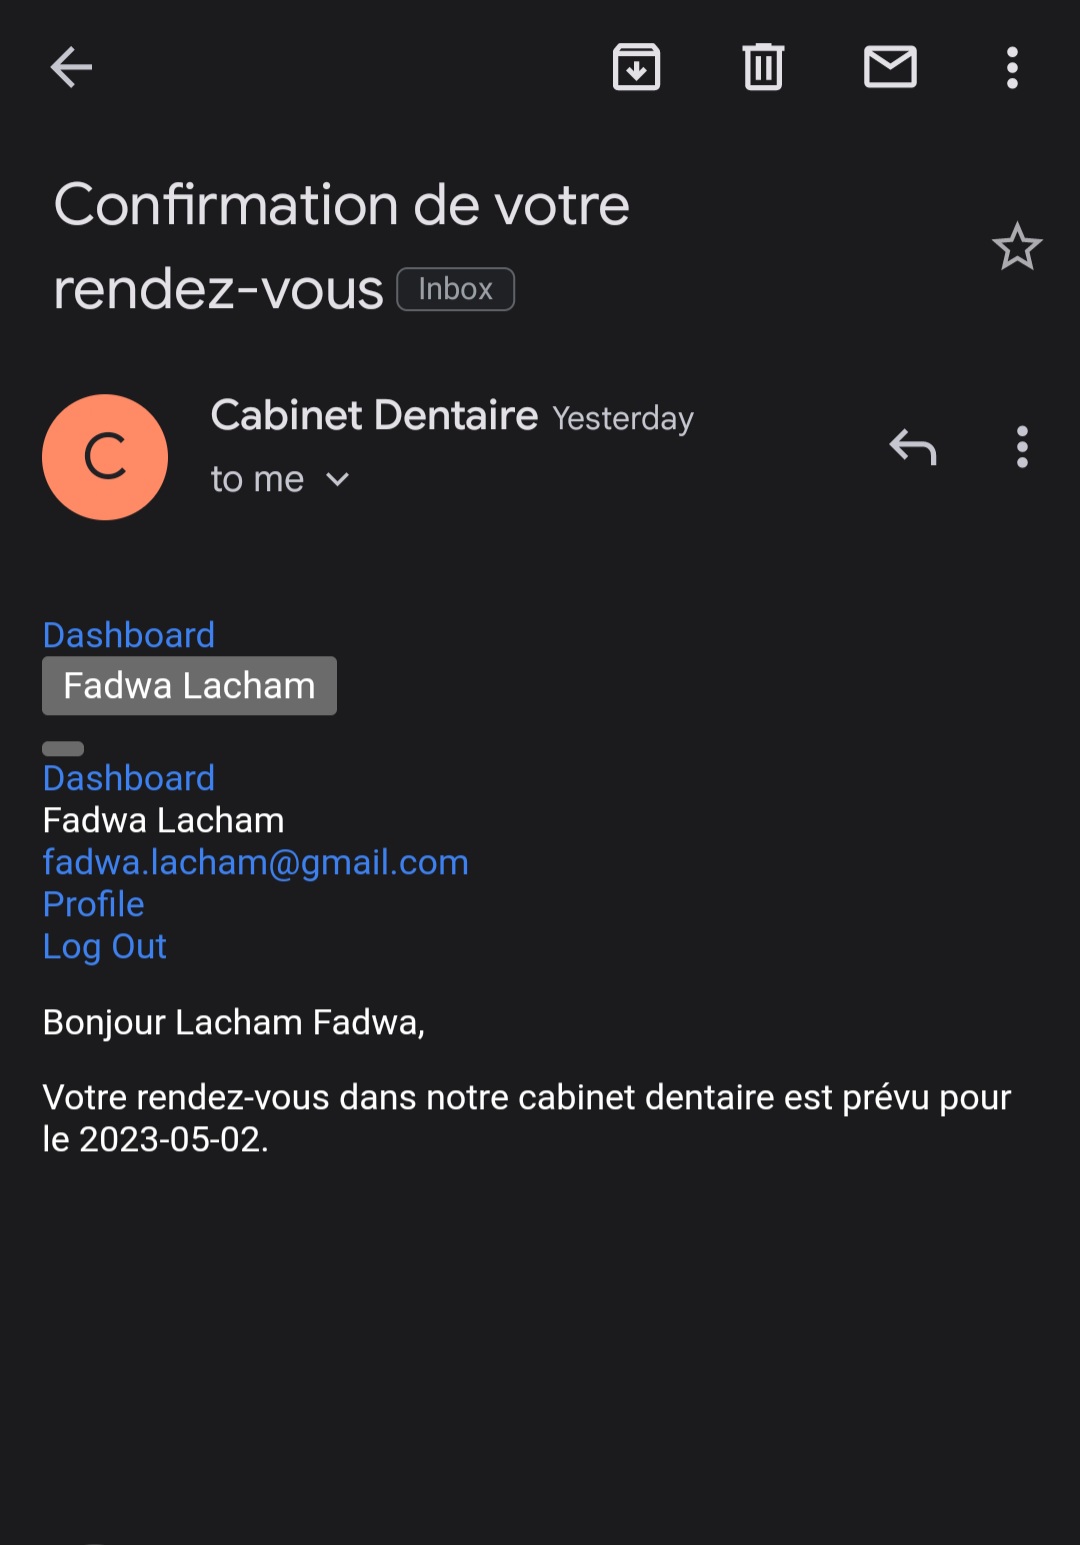 Confirmation de votre
rendez-vous Inbox
C
Cabinet Dentaire Yesterday
to me
Dashboard
Fadwa Lacham
Dashboard
Fadwa Lacham
fadwa.lacham@gmail.com
Profile
Log Out
Bonjour Lacham Fadwa,
Votre rendez-vous dans notre cabinet dentaire est prévu pour
le 2023-05-02.